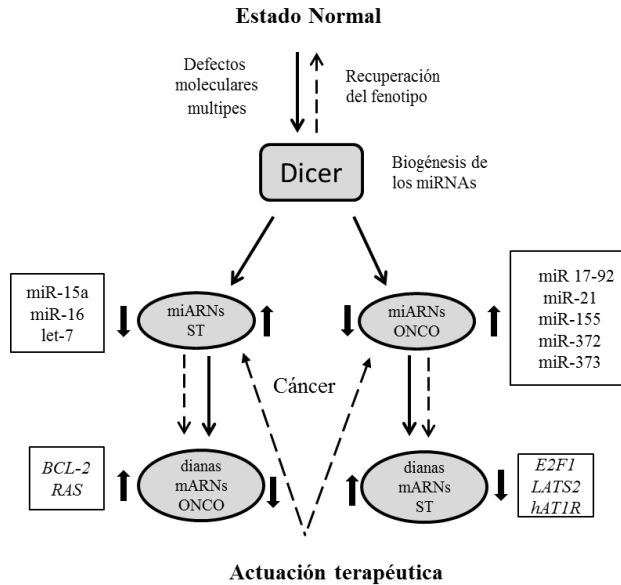 Estado Normal
Defectos
moleculares
multipes
Recuperación
del fenotipo
Dicer
Biogénesis de
los miRNAs
miR-15a
miR-16
let-7
miARNs
ST
miARNs
ONCO
miR 17-92
miR-21
miR-155
miR-372
miR-373
Cáncer
BCL-2
RAS
dianas
mARNs
ONCO
dianas
mARNs
ST
E2F1
LATS2
hAT1R
Actuación terapéutica